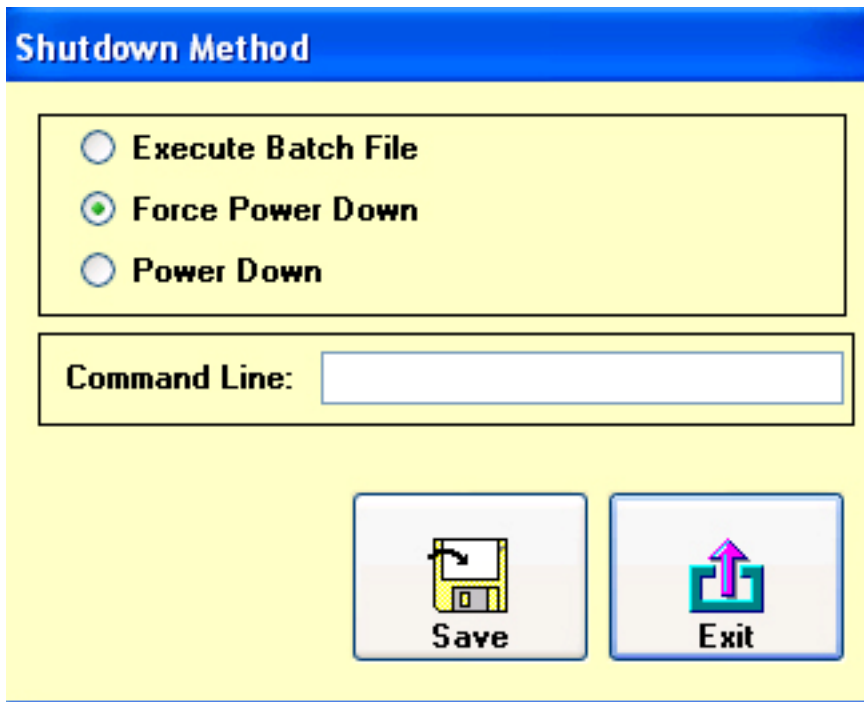 Shutdown Method
Execute Batch File
Force Power Down
Power Down
Command Line:
Save
Exit